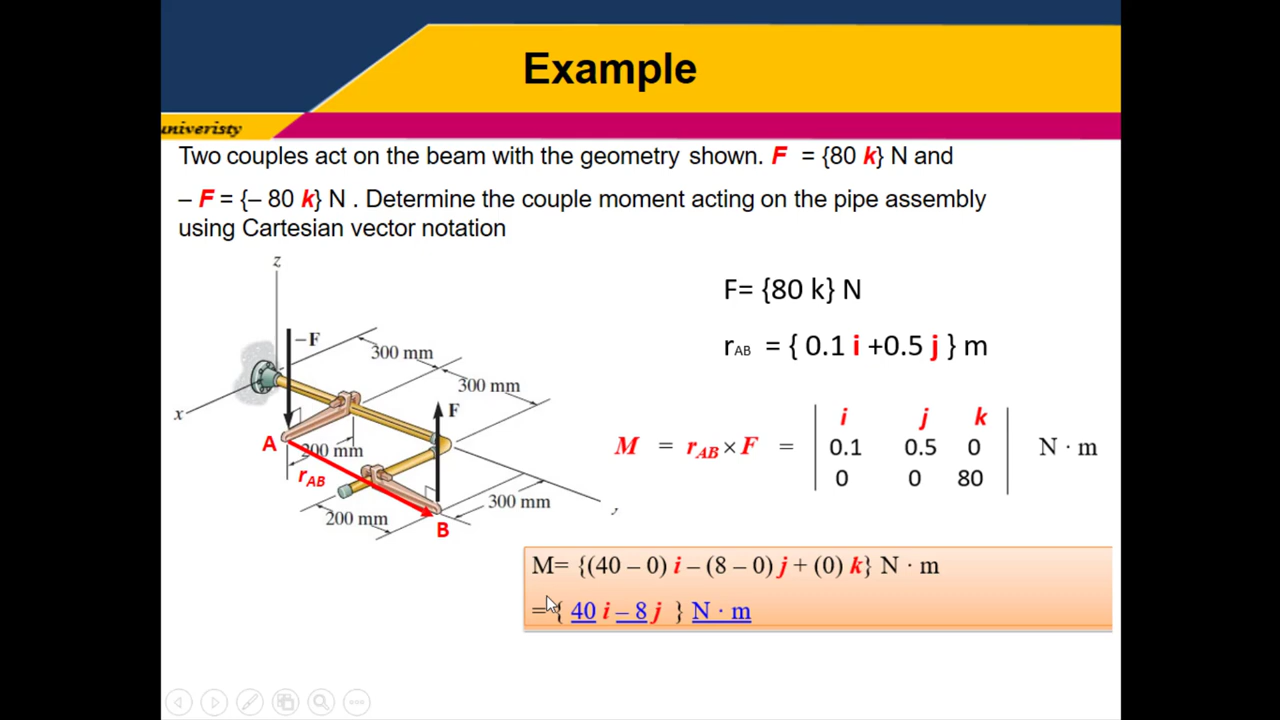 Example
univeristy
Two couples act on the beam with the geometry shown. F = {80 k} N and
– F = {– 80 k} N . Determine the couple moment acting on the pipe assembly
using Cartesian vector notation
F= {80 k} N
rAB = { 0.1 i +0.5 j } m
z
–F
300 mm
300 mm
x
F
A
200 mm
rAB
300 mm
200 mm
B
i j k
M = rAB × F = 0.1 0.5 0 N · m
0 0 80
M= {(40 – 0) i – (8 – 0) j + (0) k} N · m
={ 40 i – 8 j } N · m